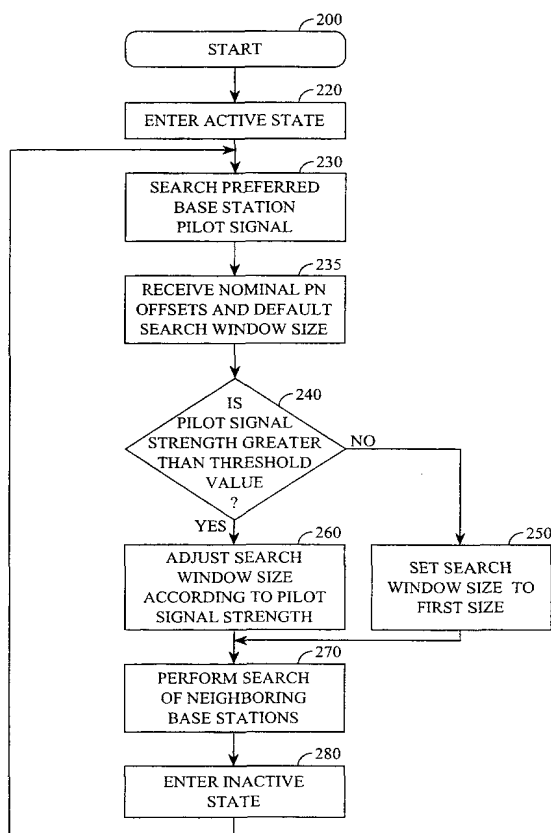 200
START
220
ENTER ACTIVE STATE
230
SEARCH PREFERRED
BASE STATION
PILOT SIGNAL
235
RECEIVE NOMINAL PN
OFFSETS AND DEFAULT
SEARCH WINDOW SIZE
240
IS
PILOT SIGNAL
STRENGTH GREATER
THAN THRESHOLD
VALUE
?
NO
YES
260
ADJUST SEARCH
WINDOW SIZE
ACCORDING TO PILOT
SIGNAL STRENGTH
250
SET SEARCH
WINDOW SIZE TO
FIRST SIZE
270
PERFORM SEARCH
OF NEIGHBORING
BASE STATIONS
280
ENTER INACTIVE
STATE